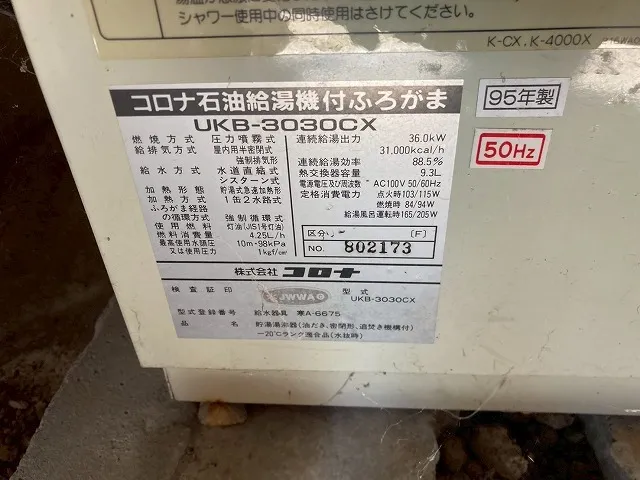 シャワー使用中の同時使用はさけてください。
K-CX, K-4000X
コロナ石油給湯機付ふろがま
UKB-3030CX
95年製
50Hz
燃焼方式 圧力噴霧式
給排気方式 屋内用半密閉式
強制排気形
給水方式 水道直結式
シスターン式
加熱形態 貯湯式急速加熱形
加熱方式 1缶2水路式
ふろがま経路
の循環方式 強制循環式
使用燃料 灯油(JIS1号灯油)
燃料消費量 4.25L/h
最高使用水頭圧 10m-98kPa
又は使用圧力 1kgf/cm²
連続給湯出力 36.0kW
31,000kcal/h
連続給湯効率 88.5%
熱交換器容量 9.3L
電源電圧及び周波数 AC100V 50/60Hz
定格消費電力 点火時103/115W
燃焼時 84/94W
給湯風呂運転時165/205W
区分 [F]
NO. 802173
株式会社コロナ
検査証印 JWWA 型式
UKB-3030CX
型式登録番号 給水器具 寒A-6675
品名 貯湯湯沸器(油だき、密閉形、追焚き機構付)
-20℃ランク適合品(水抜時)